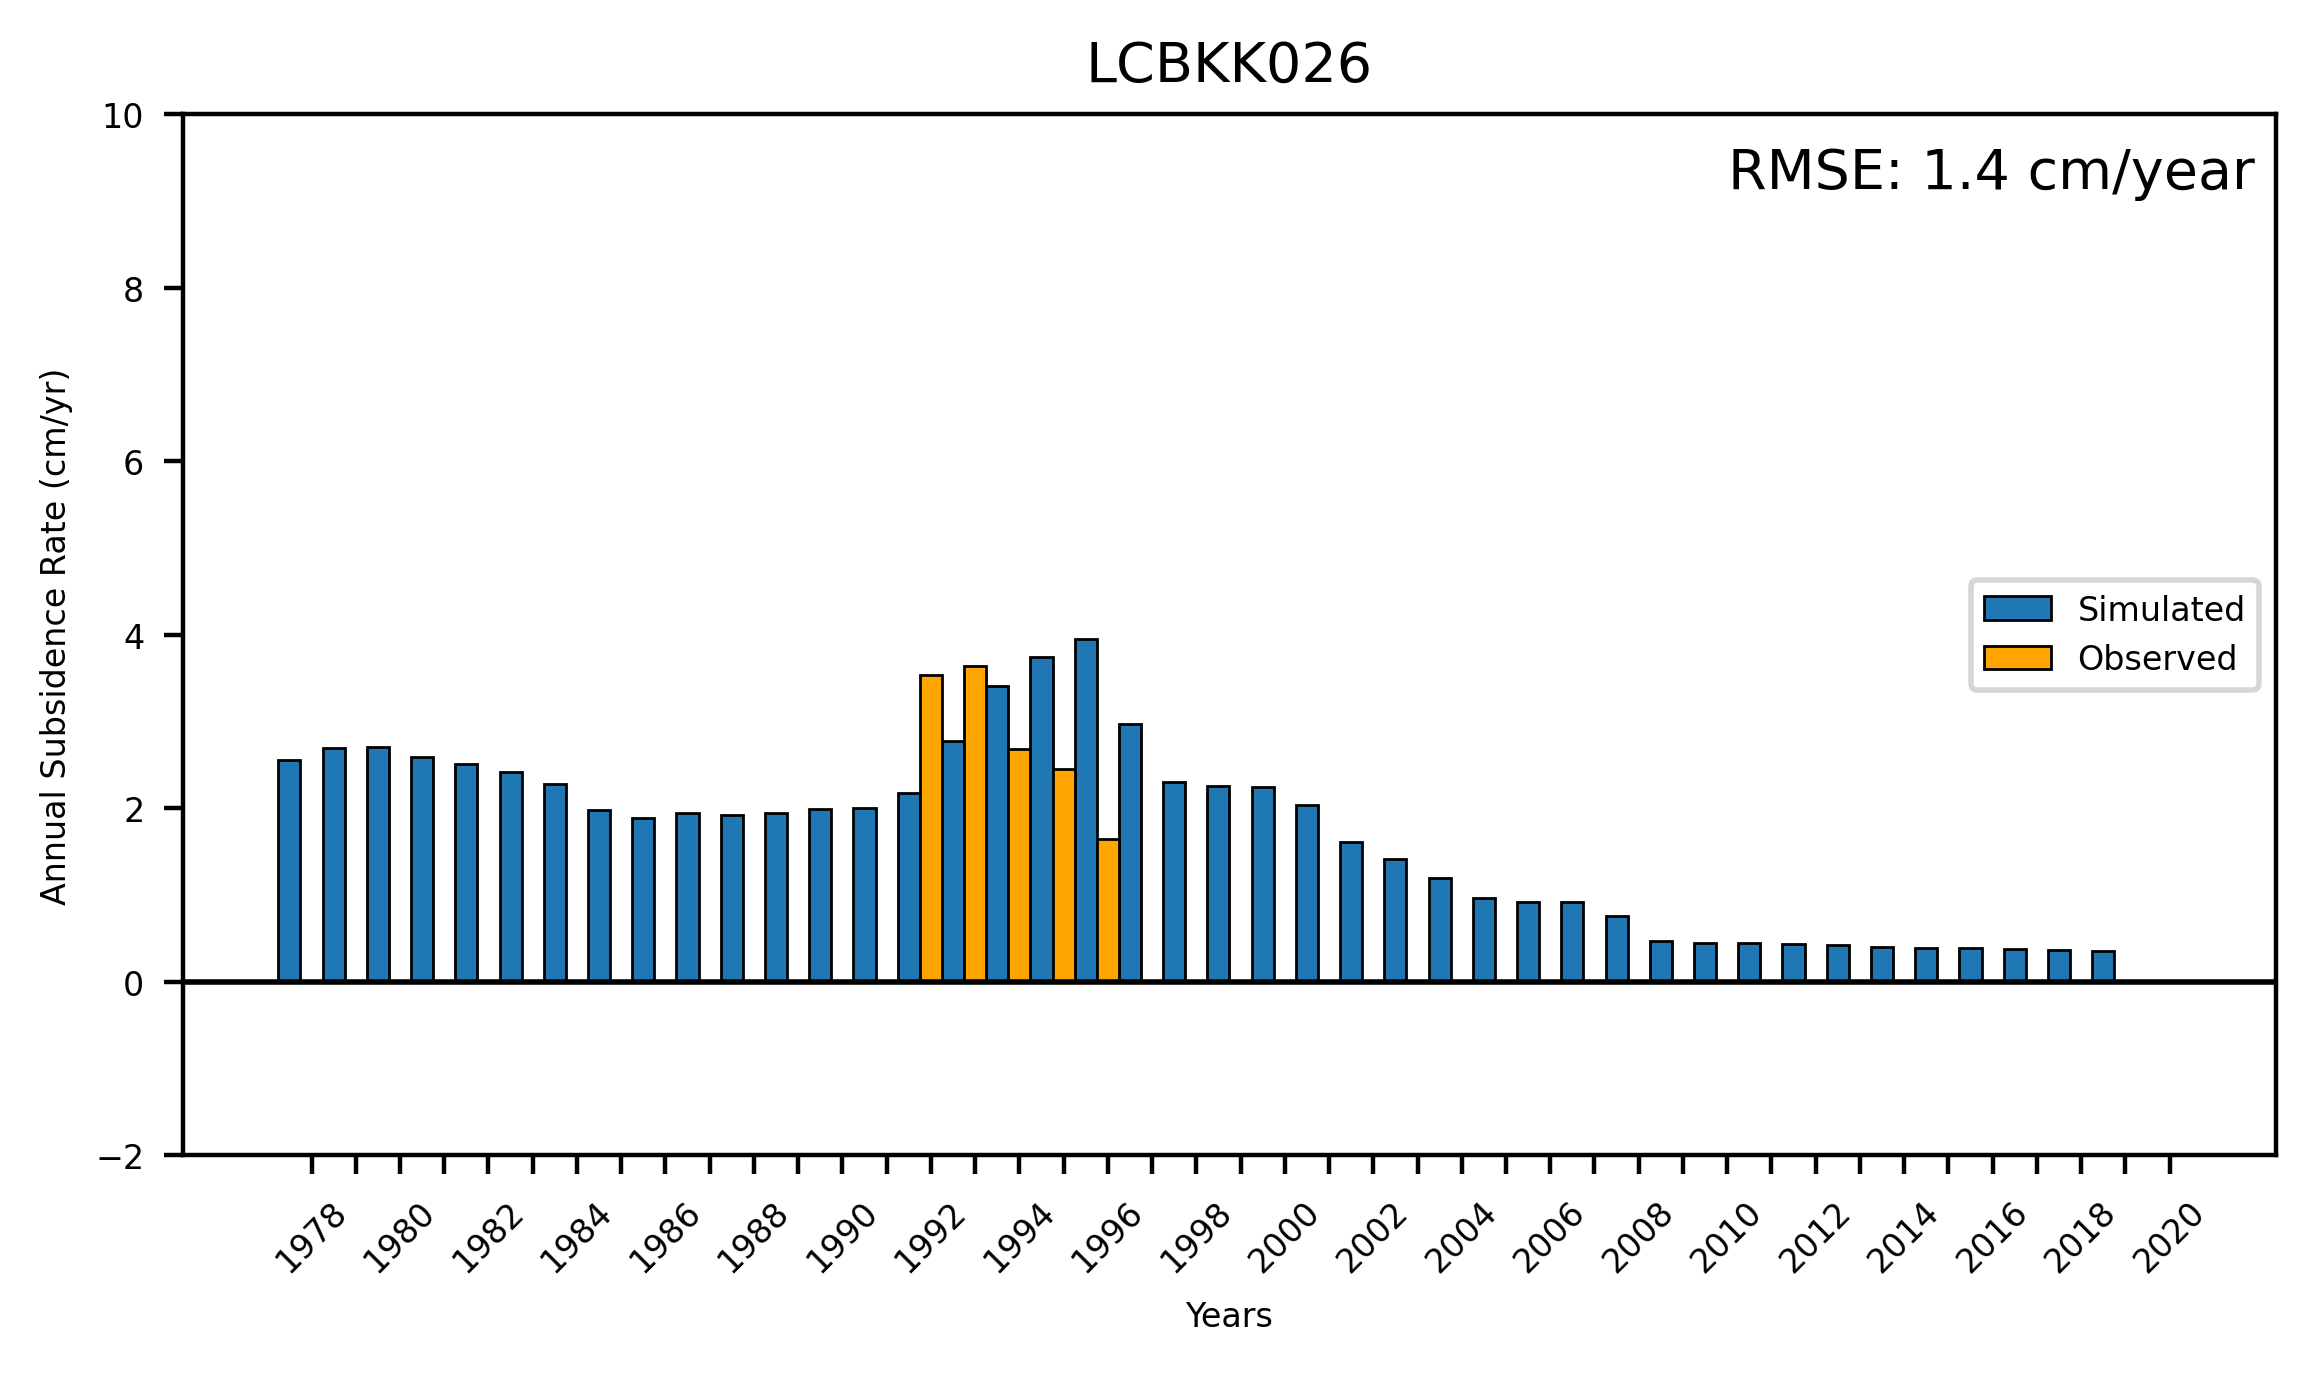 LCBKK026
RMSE: 1.4 cm/year
10
8
6
4
2
0
−2
Annual Subsidence Rate (cm/yr)
Simulated
Observed
1978 1980 1982 1984 1986 1988 1990 1992 1994 1996 1998 2000 2002 2004 2006 2008 2010 2012 2014 2016 2018 2020
Years